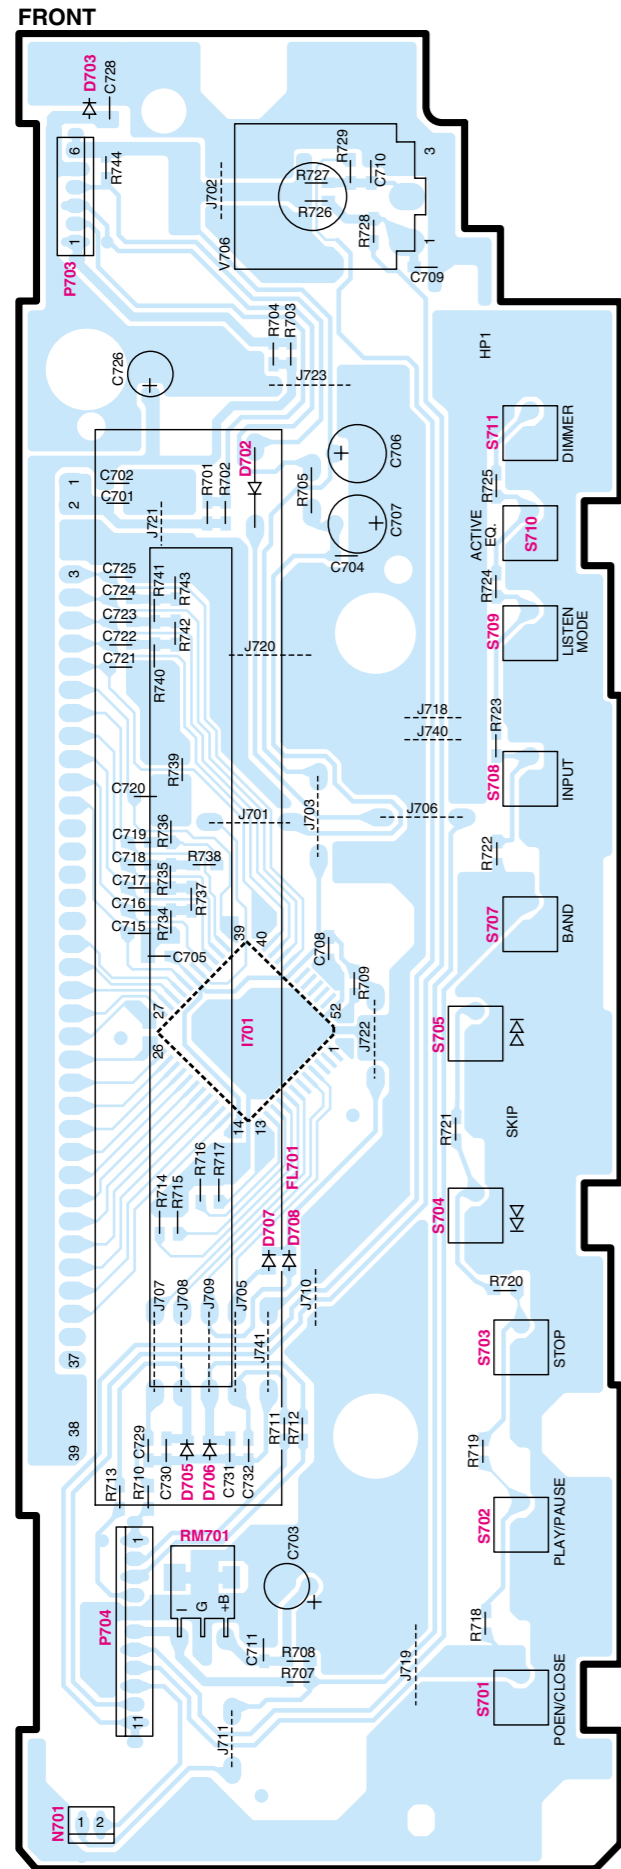 FRONT
D703
C728
6
R744
1
P703
J702
V706
R729
R727
C710
R726
R728
3
1
C709
C726
R704
R703
J723
HP1
S711
DIMMER
C706
D702
R701
R702
R705
1
C702
2
C701
J721
C707
C704
R725
ACTIVE
EQ.
S710
3
C725
C724
C723
C722
C721
R741
R743
R742
R740
J720
R724
S709
LISTEN
MODE
J718
J740
R723
R739
C720
J701
J703
J706
S708
INPUT
C719
C718
C717
C716
C715
R736
R738
R735
R737
R734
C705
R722
S707
BAND
39
40
C708
R709
27
26
I701
52
1
J722
S705
14
13
R721
SKIP
R714
R715
R716
R717
FL701
S704
D707
D708
J707
J708
J709
J705
J710
J741
R720
S703
STOP
37
38
39
C729
C730
D705
D706
C731
C732
R711
R712
R713
R710
R719
S702
PLAY/PAUSE
1
P704
11
RM701
I
G
+B
C703
C711
R708
R707
J719
J711
R718
S701
POEN/CLOSE
N701
1
2